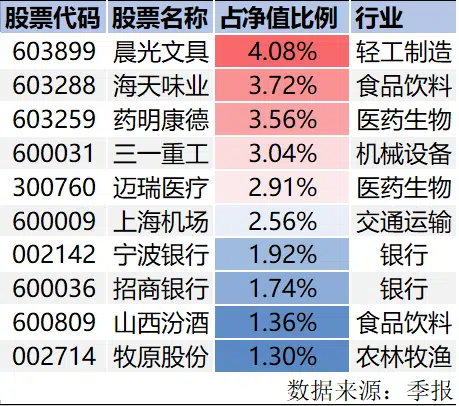 股票代码 股票名称 占净值比例 行业
603899 晨光文具 4.08% 轻工制造
603288 海天味业 3.72% 食品饮料
603259 药明康德 3.56% 医药生物
600031 三一重工 3.04% 机械设备
300760 迈瑞医疗 2.91% 医药生物
600009 上海机场 2.56% 交通运输
002142 宁波银行 1.92% 银行
600036 招商银行 1.74% 银行
600809 山西汾酒 1.36% 食品饮料
002714 牧原股份 1.30% 农林牧渔
数据来源：季报